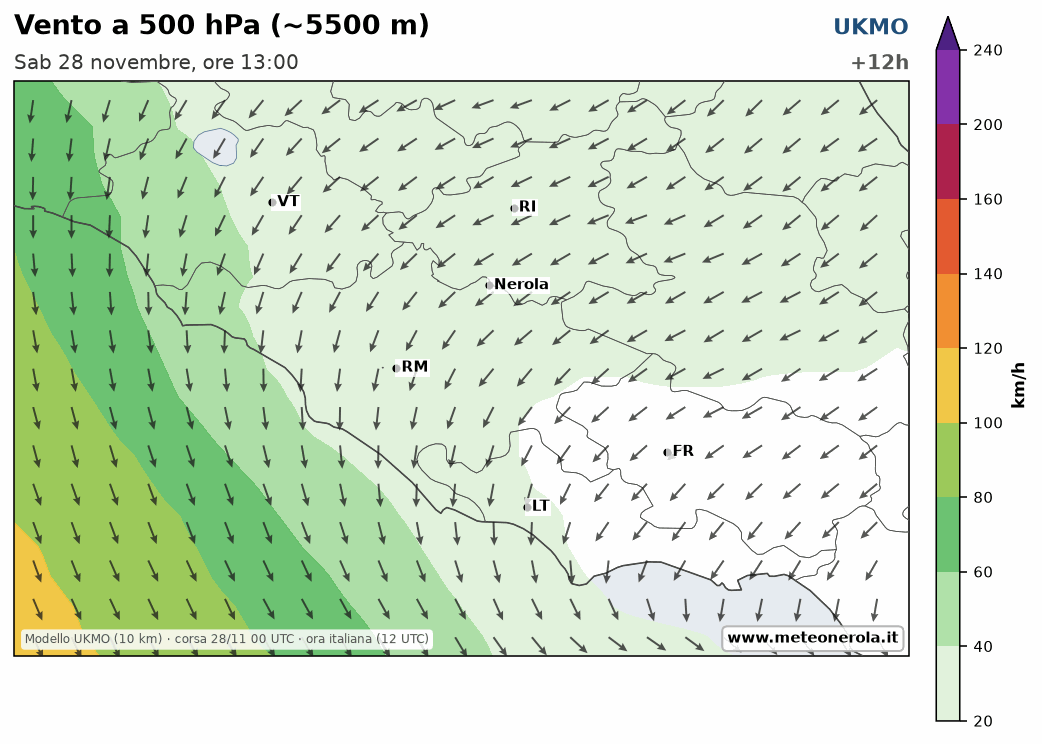 Vento a 500 hPa (~5500 m)
UKMO
Sab 28 novembre, ore 13:00
+12h
240
200
160
140
120
100
80
60
40
20
km/h
VT
RI
Nerola
RM
FR
LT
Modello UKMO (10 km) · corsa 28/11 00 UTC · ora italiana (12 UTC)
www.meteonerola.it